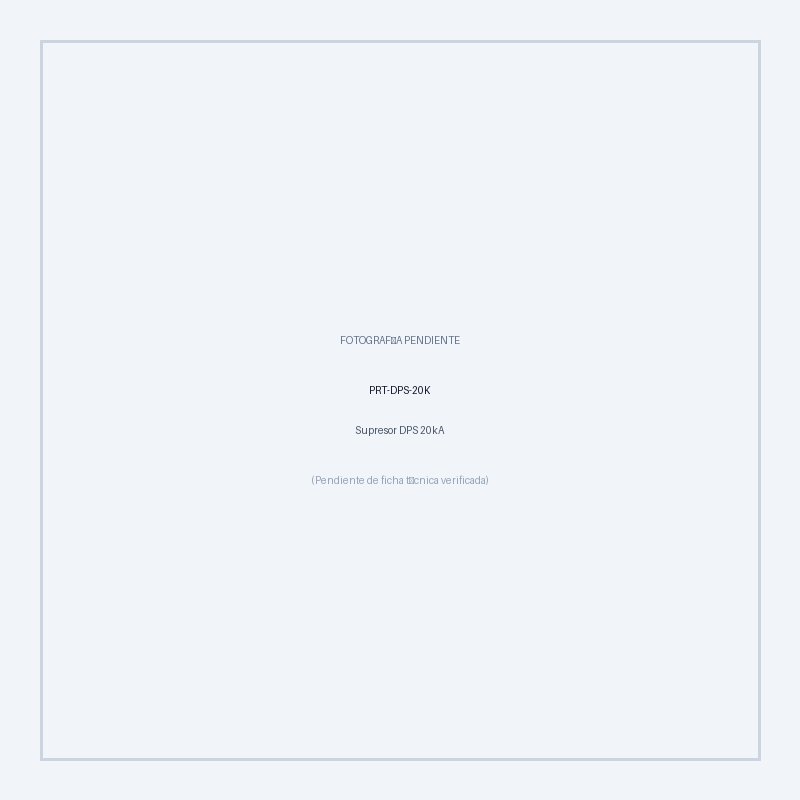 FOTOGRAF▯A PENDIENTE
PRT-DPS-20K
Supresor DPS 20kA
(Pendiente de ficha t▯cnica verificada)